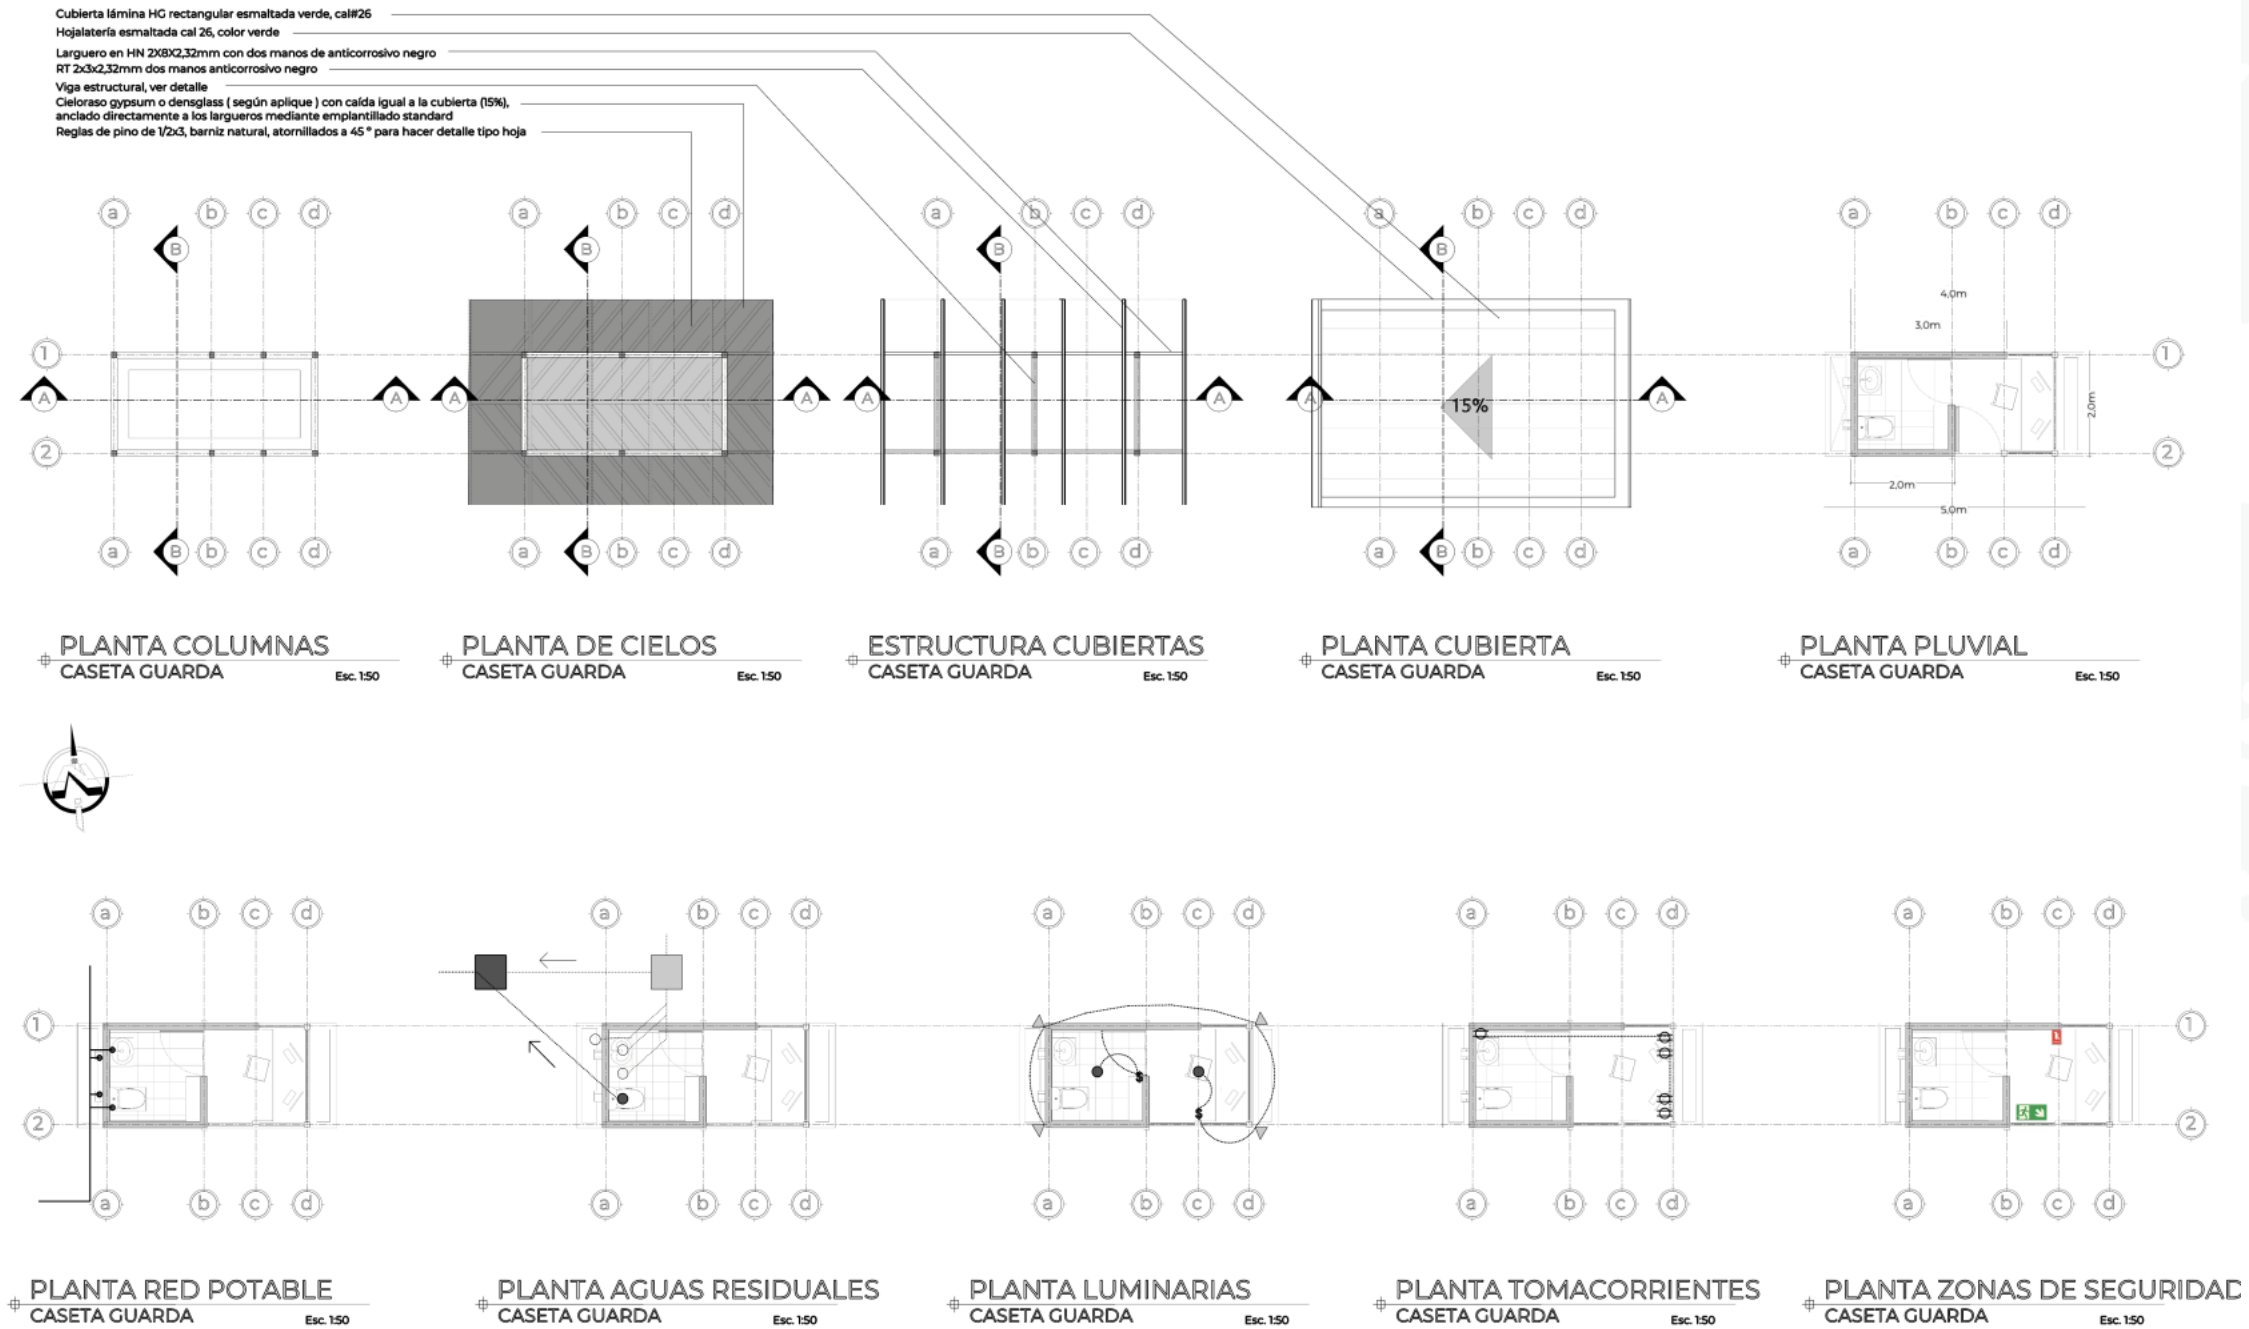 Cubierta lámina HG rectangular esmaltada verde, cal#26
Hojalatería esmaltada cal 26, color verde
Larguero en HN 2X8X2,32mm con dos manos de anticorrosivo negro
RT 2x3x2,32mm dos manos anticorrosivo negro
Viga estructural, ver detalle
Cieloraso gypsum o densglass ( según aplique ) con caída igual a la cubierta (15%),
anclado directamente a los largueros mediante emplantillado standard
Reglas de pino de 1/2x3, barniz natural, atornillados a 45 ° para hacer detalle tipo hoja
a b c d a b c d a b c d a b c d a b c d
B B B B
4,0m
3,0m
1 1
A A A A A A A A
15%
2,0m
2 2
2,0m
5,0m
a B b c d a B b c d a B b c d a B b c d a b c d
PLANTA COLUMNAS
CASETA GUARDA Esc. 1:50
PLANTA DE CIELOS
CASETA GUARDA Esc. 1:50
ESTRUCTURA CUBIERTAS
CASETA GUARDA Esc. 1:50
PLANTA CUBIERTA
CASETA GUARDA Esc. 1:50
PLANTA PLUVIAL
CASETA GUARDA Esc. 1:50
a b c d a b c d a b c d a b c d a b c d
1 1
$ $
2 2
a b c d a b c d a b c d a b c d a b c d
PLANTA RED POTABLE
CASETA GUARDA Esc. 1:50
PLANTA AGUAS RESIDUALES
CASETA GUARDA Esc. 1:50
PLANTA LUMINARIAS
CASETA GUARDA Esc. 1:50
PLANTA TOMACORRIENTES
CASETA GUARDA Esc. 1:50
PLANTA ZONAS DE SEGURIDAD
CASETA GUARDA Esc. 1:50